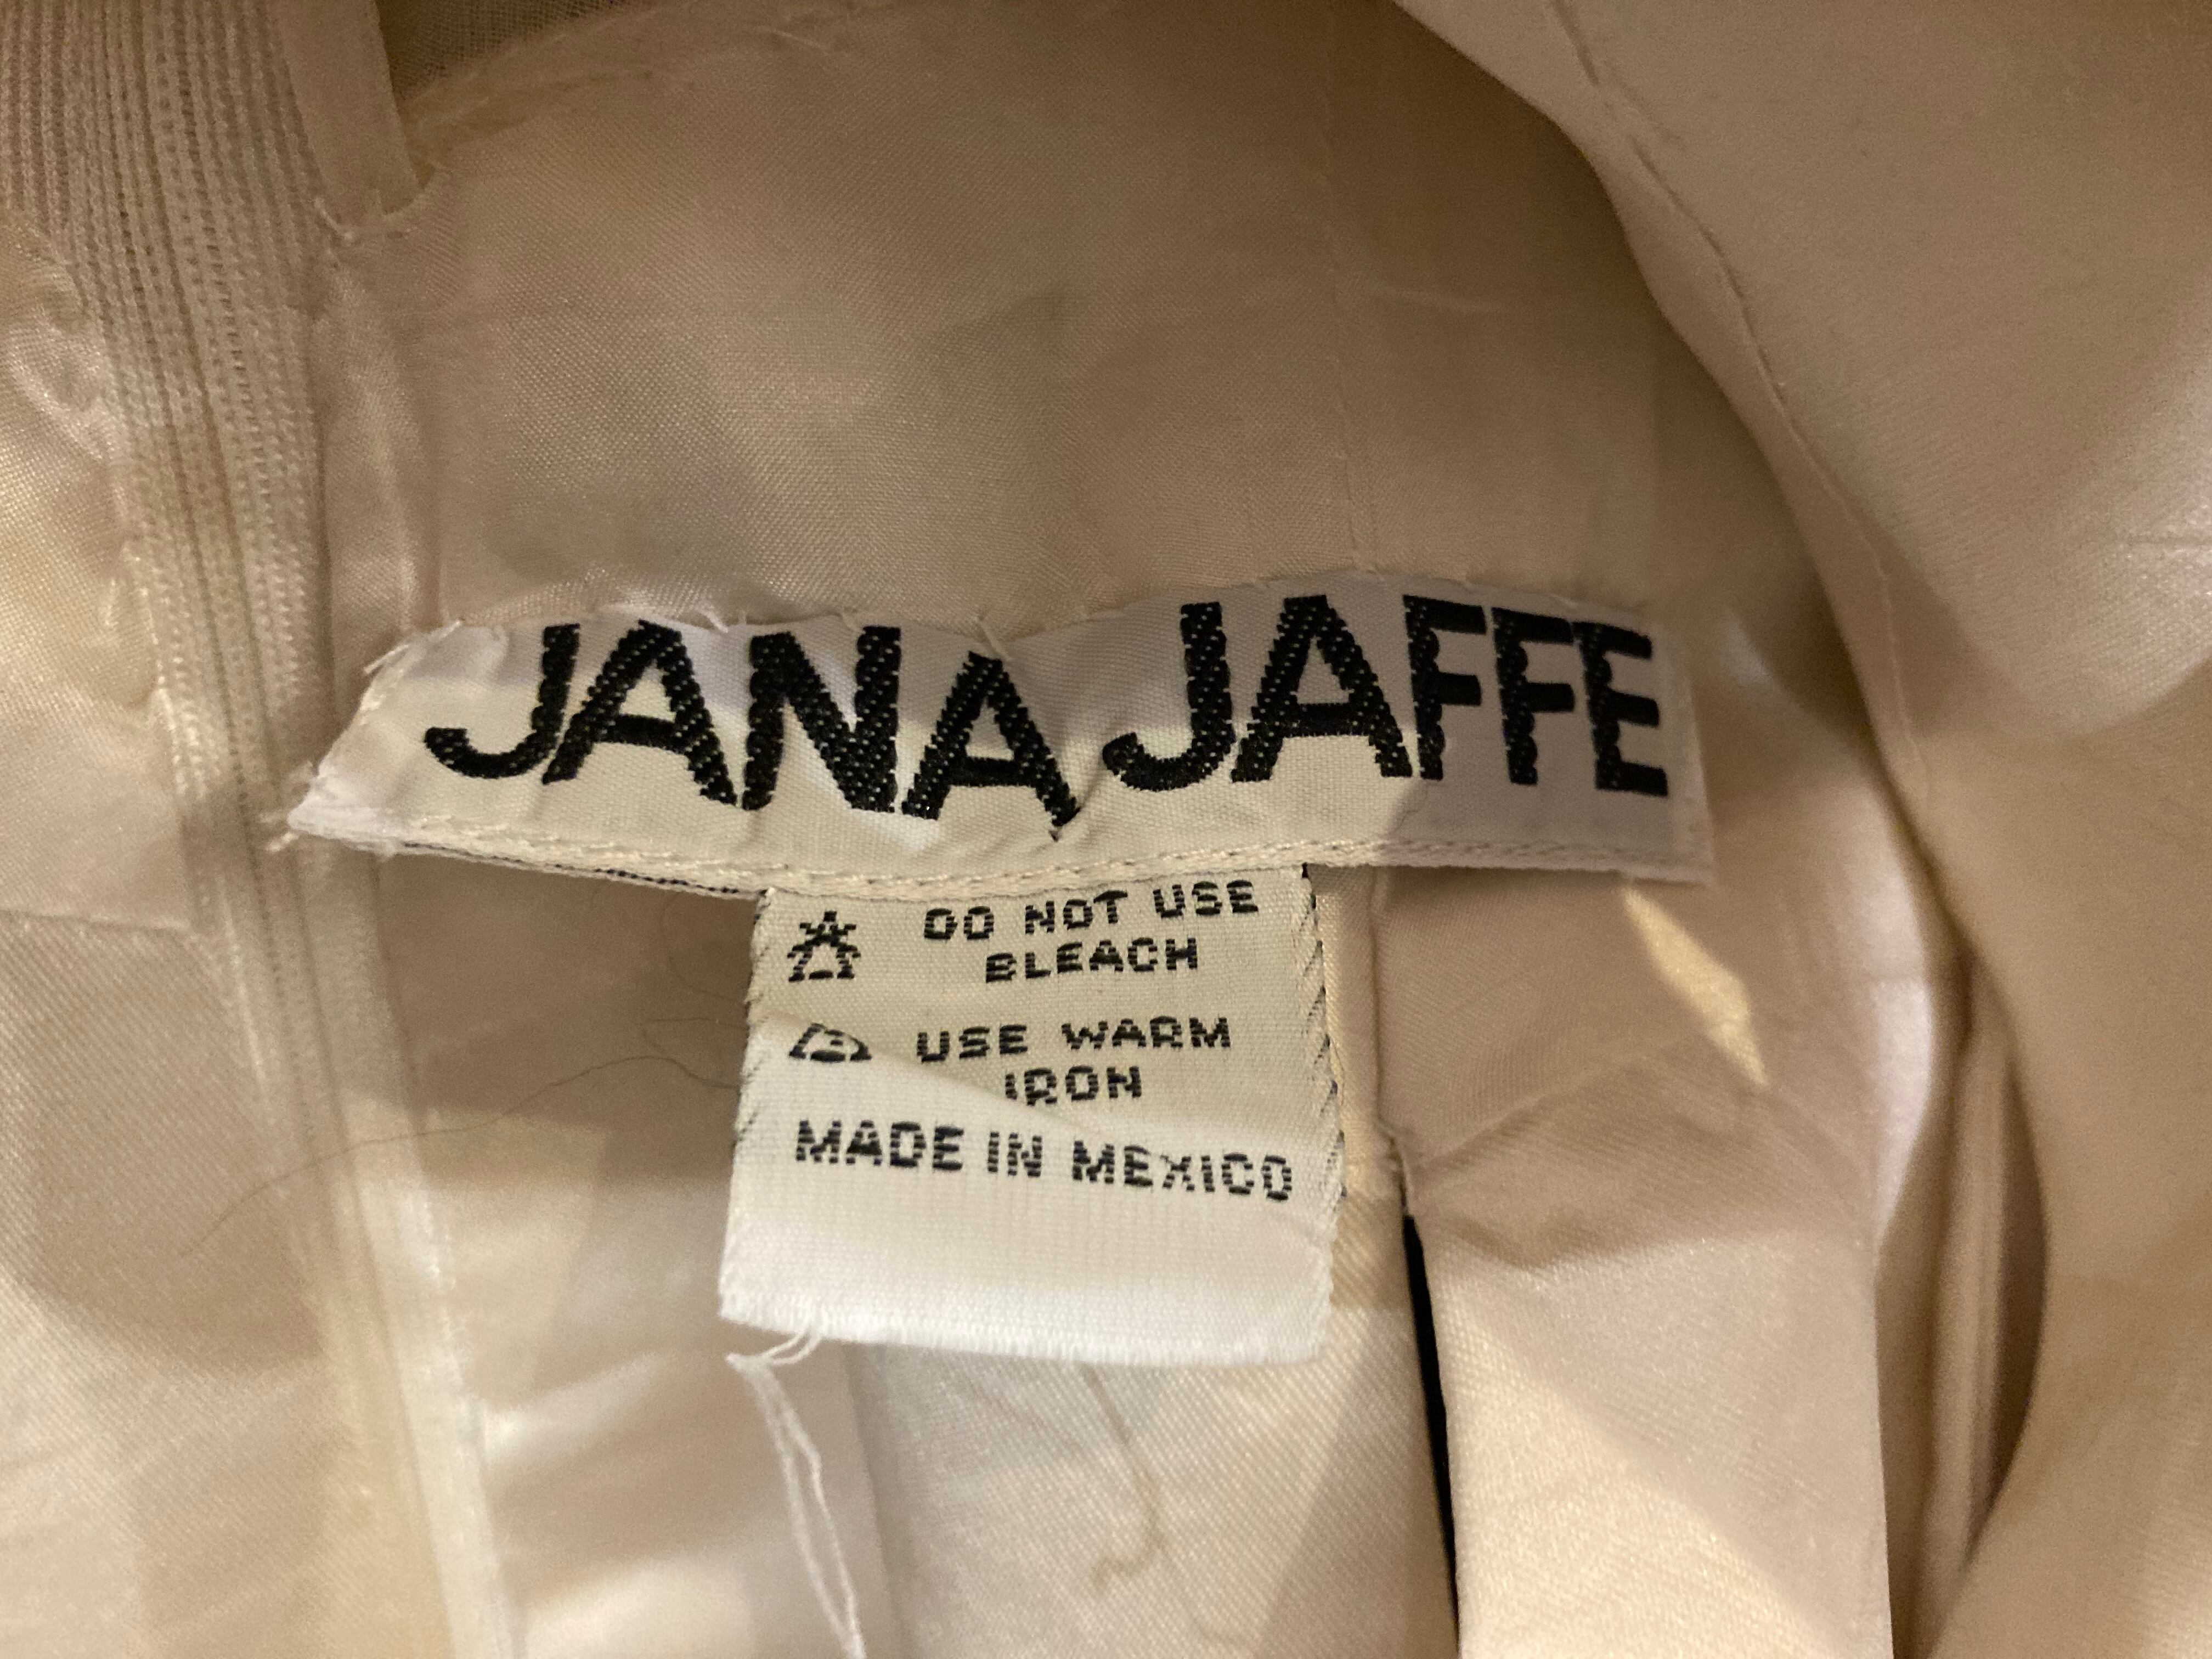 JANA JAFFE
DO NOT USE
BLEACH
USE WARM
IRON
MADE IN MEXICO